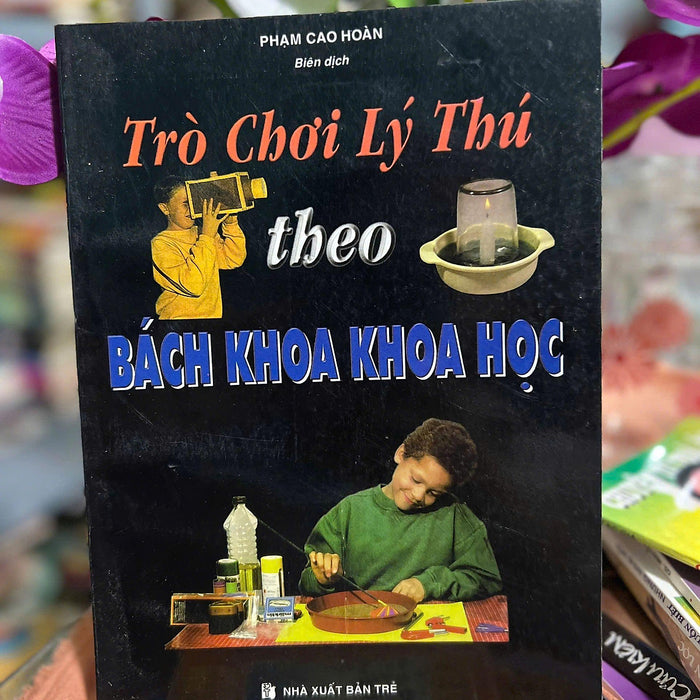 PHẠM CAO HOÀN
Biên dịch
Trò Chơi Lý Thú
theo
BÁCH KHOA KHOA HỌC
NHÀ XUẤT BẢN TRẺ